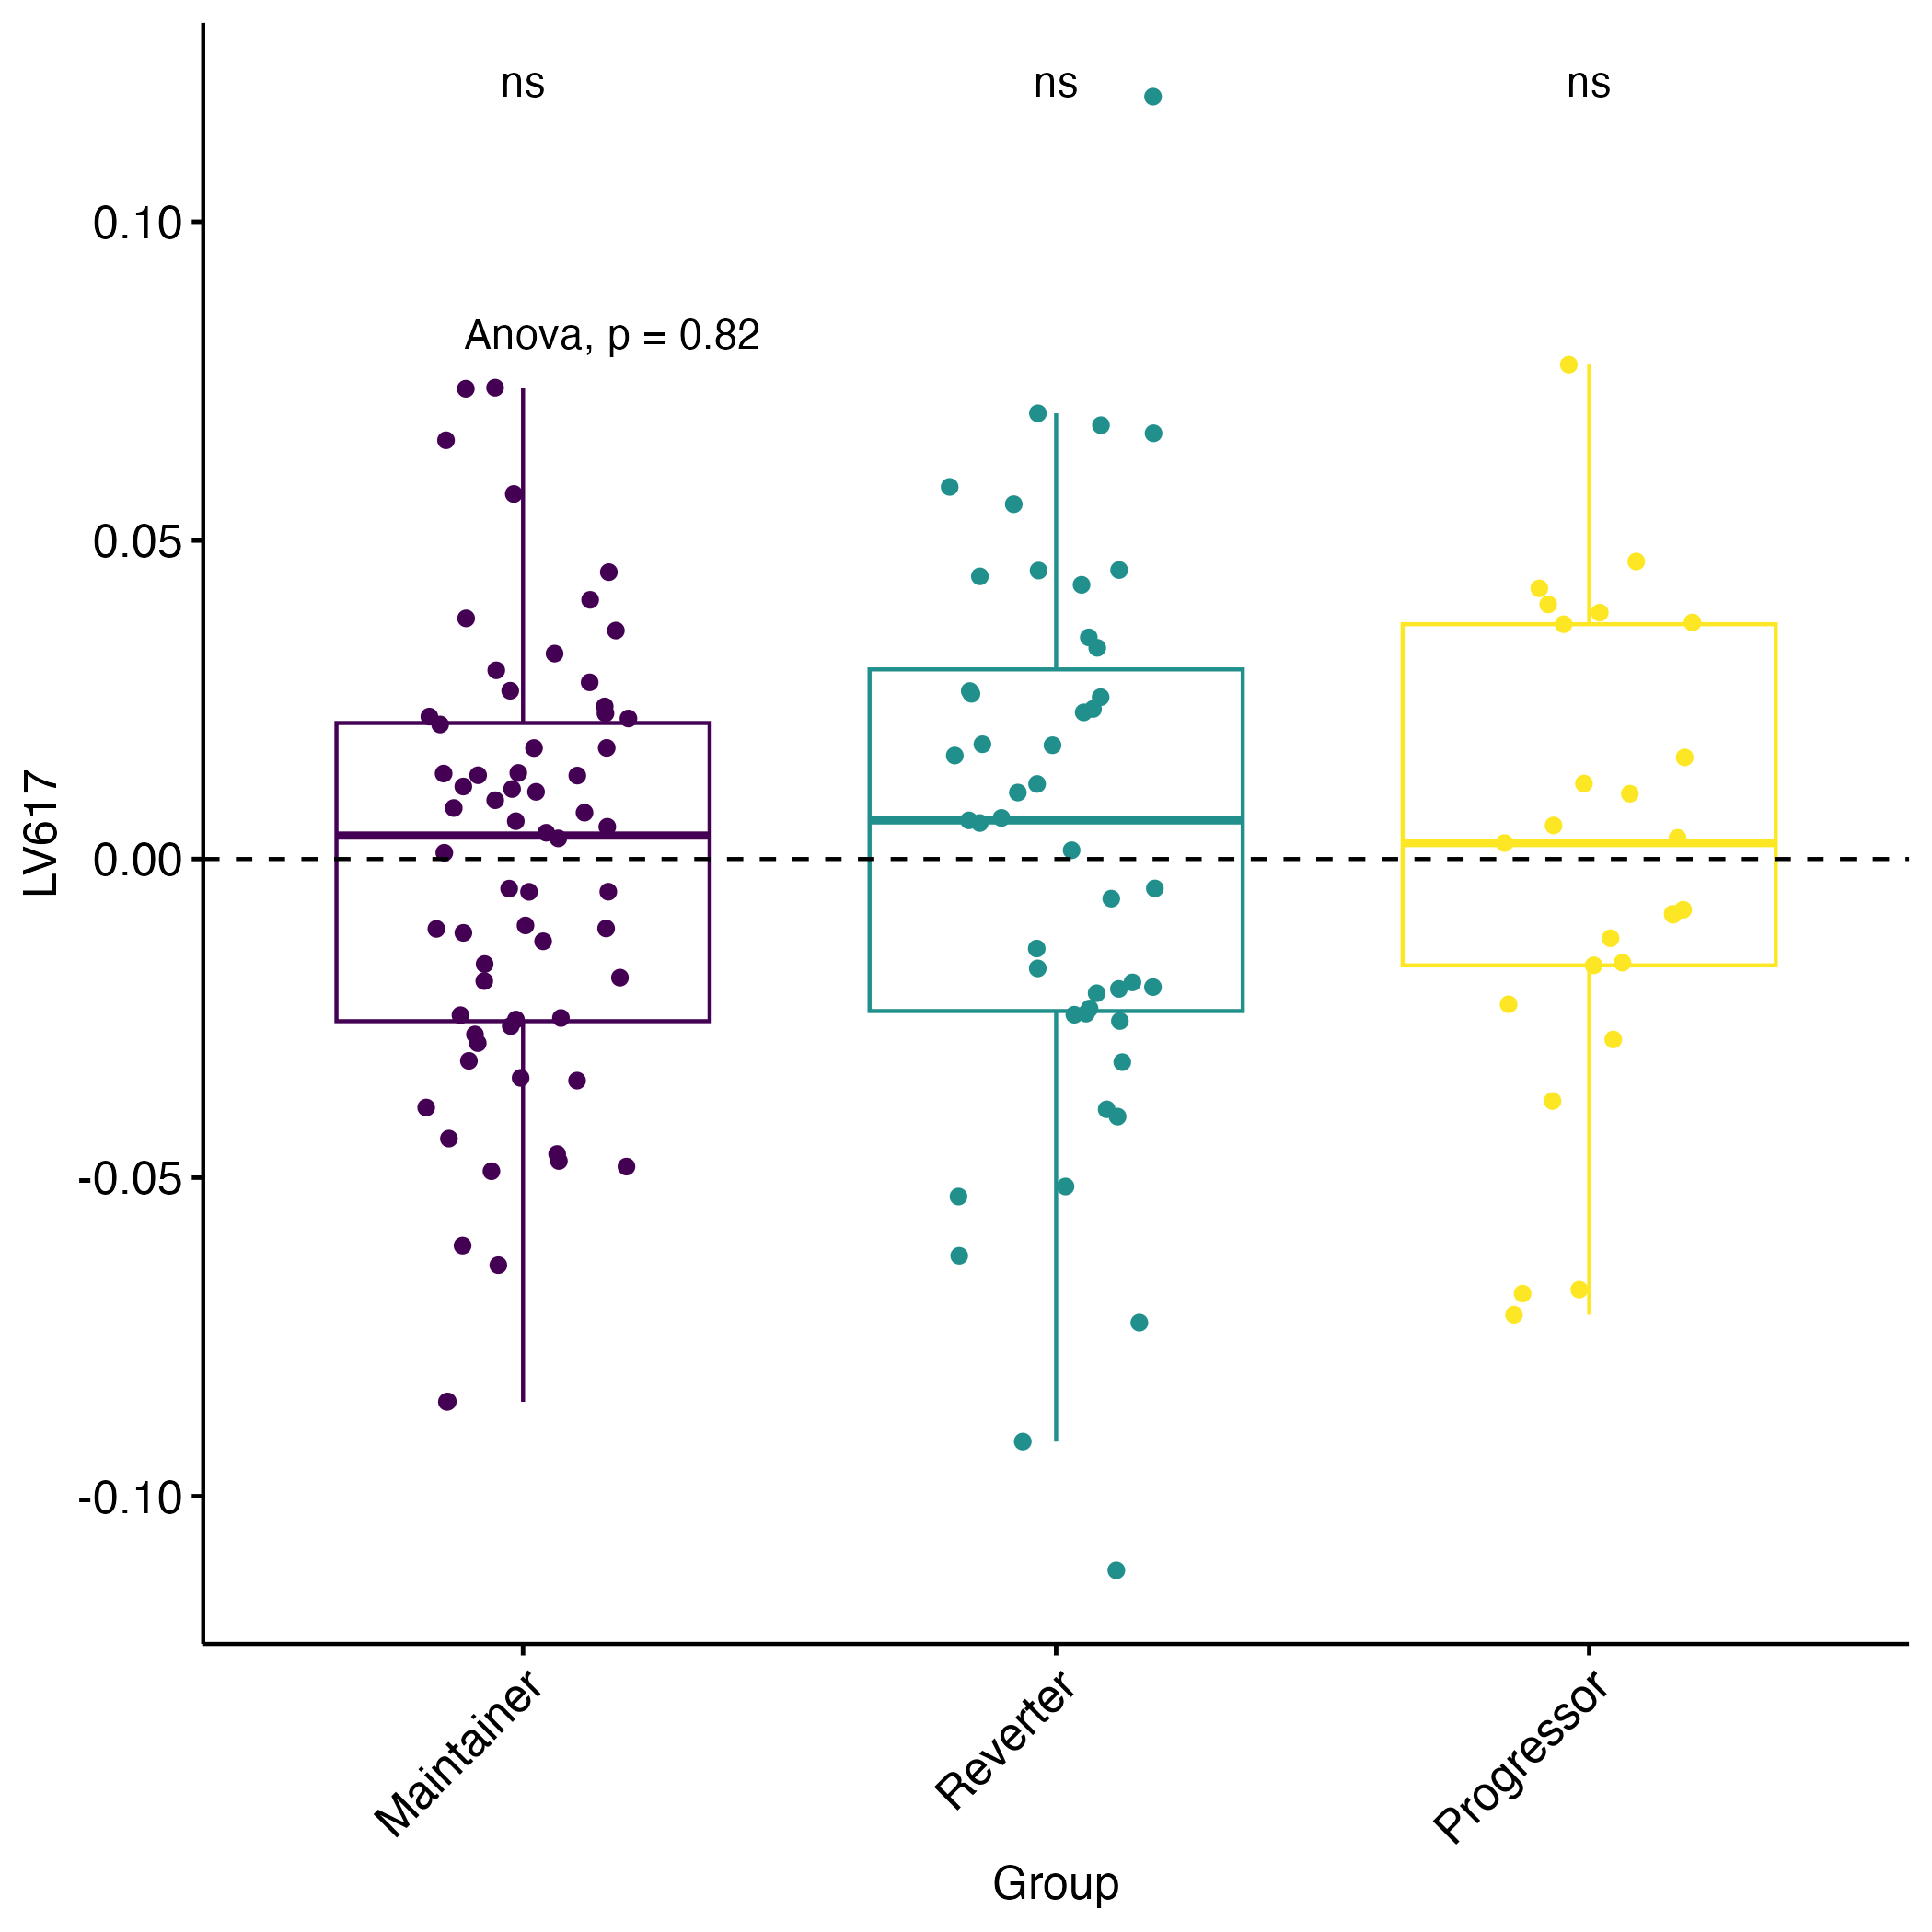 ns ns ns
Anova, p = 0.82
0.10
0.05
0.00
-0.05
-0.10
LV617
Maintainer
Reverter
Progressor
Group